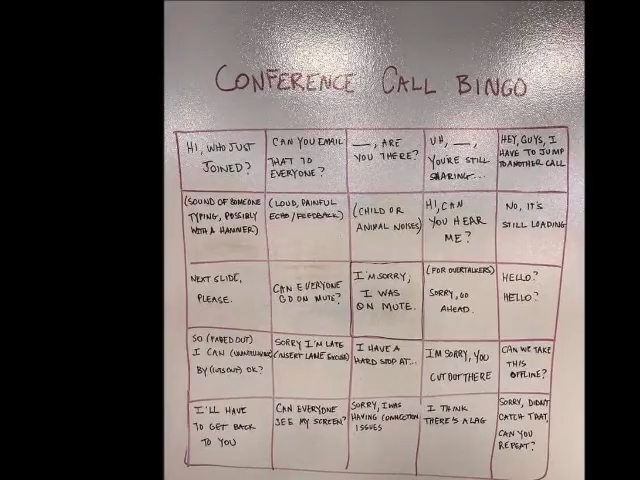 CONFERENCE CALL BINGO
HI, WHO JUST
JOINED?
CAN YOU EMAIL
THAT TO
EVERYONE?
___, ARE
YOU THERE?
UH, ___,
YOU'RE STILL
SHARING...
HEY, GUYS, I
HAVE TO JUMP
TO ANOTHER CALL
(SOUND OF SOMEONE
TYPING, POSSIBLY
WITH A HAMMER)
(LOUD, PAINFUL
ECHO/FEEDBACK)
(CHILD OR
ANIMAL NOISES)
HI, CAN
YOU HEAR
ME?
NO, IT'S
STILL LOADING
NEXT SLIDE,
PLEASE.
CAN EVERYONE
GO ON MUTE?
I'M SORRY;
I WAS
ON MUTE.
(FOR OVERTALKERS)
SORRY, GO
AHEAD.
HELLO?
HELLO?
SO (FADED OUT)
I CAN (UNINTELLIGIBLE)
BY (CUTS OUT) OK?
SORRY I'M LATE
(INSERT LAME EXCUSE)
I HAVE A
HARD STOP AT...
I'M SORRY, YOU
CUT OUT THERE
CAN WE TAKE
THIS
OFFLINE?
I'LL HAVE
TO GET BACK
TO YOU
CAN EVERYONE
SEE MY SCREEN?
SORRY, I WAS
HAVING CONNECTION
ISSUES
I THINK
THERE'S A LAG
SORRY, DIDN'T
CATCH THAT.
CAN YOU
REPEAT?